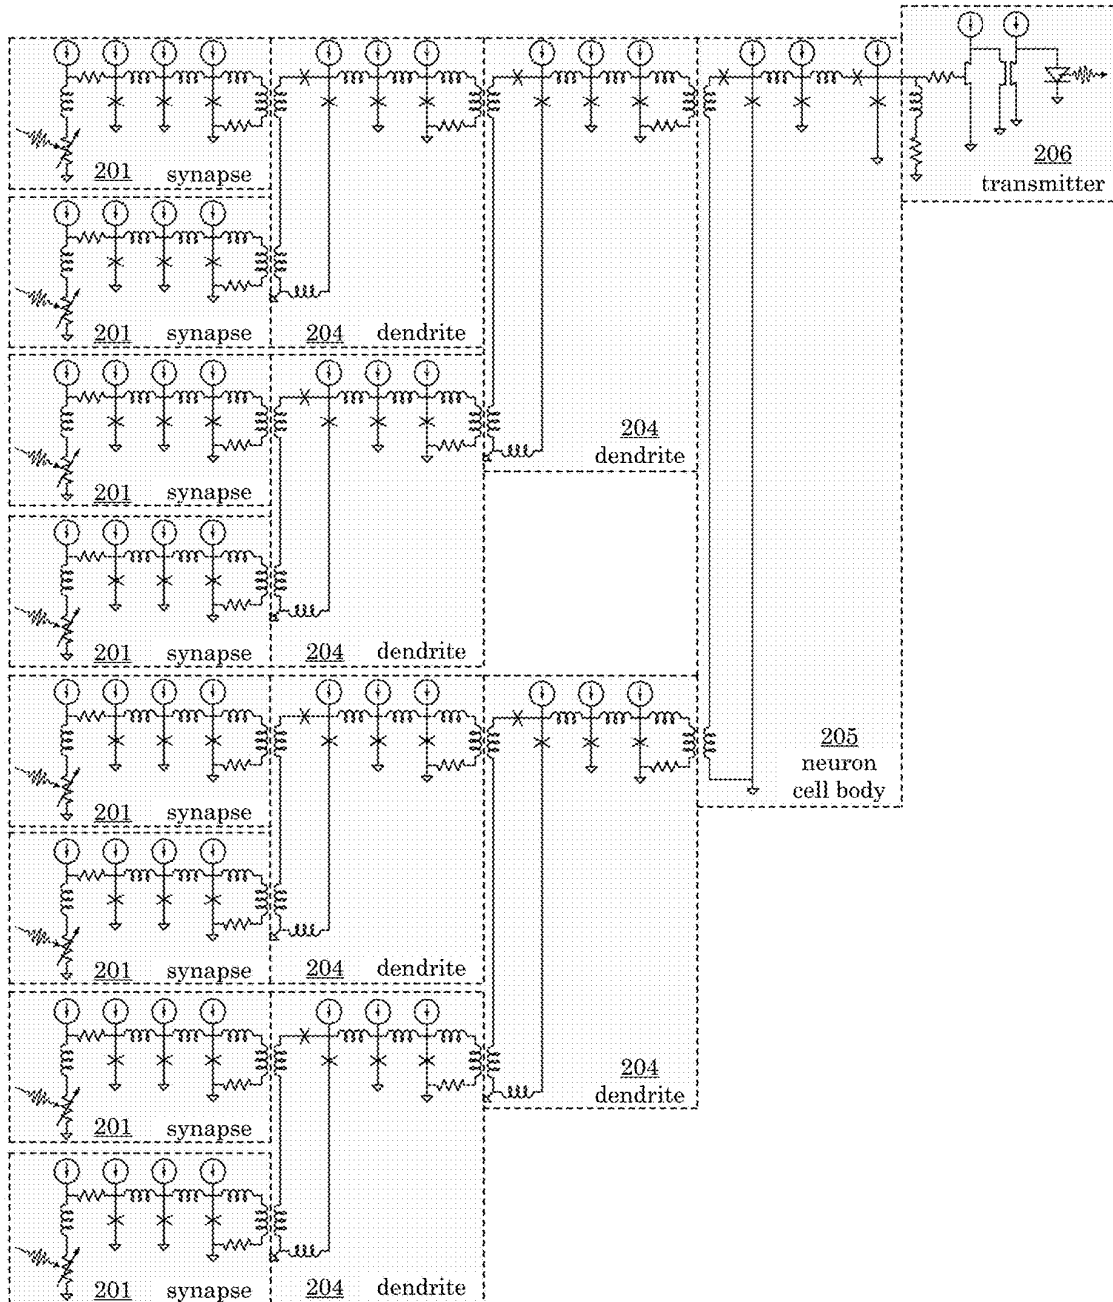 206
transmitter
201 synapse
201 synapse
204 dendrite
201 synapse
204
dendrite
201 synapse
204 dendrite
201 synapse
205
neuron
cell body
201 synapse
204 dendrite
201 synapse
204
dendrite
201 synapse
204 dendrite